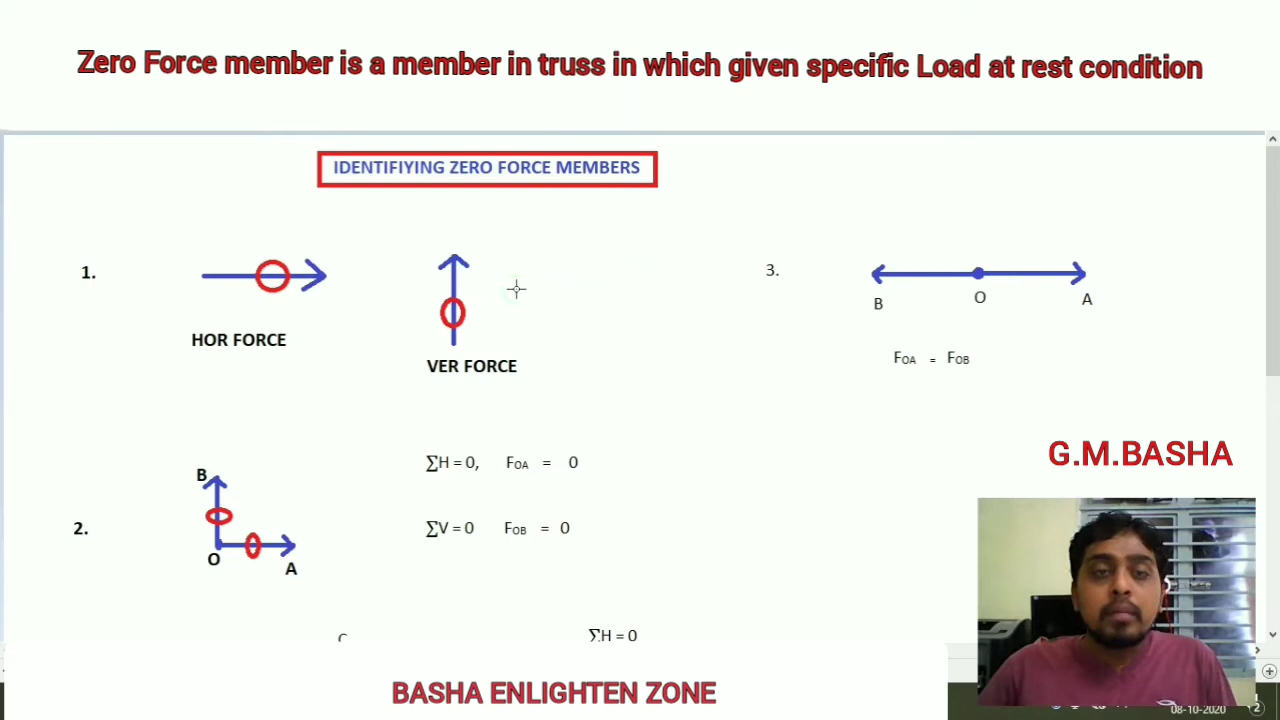 Zero Force member is a member in truss in which given specific Load at rest condition
IDENTIFIYING ZERO FORCE MEMBERS
1.
HOR FORCE
VER FORCE
3.
B
O
A
FOA = FOB
G.M.BASHA
2.
B
O
A
∑H = 0, FOA = 0
∑V = 0 FOB = 0
C
∑H = 0
BASHA ENLIGHTEN ZONE
08-10-2020
2